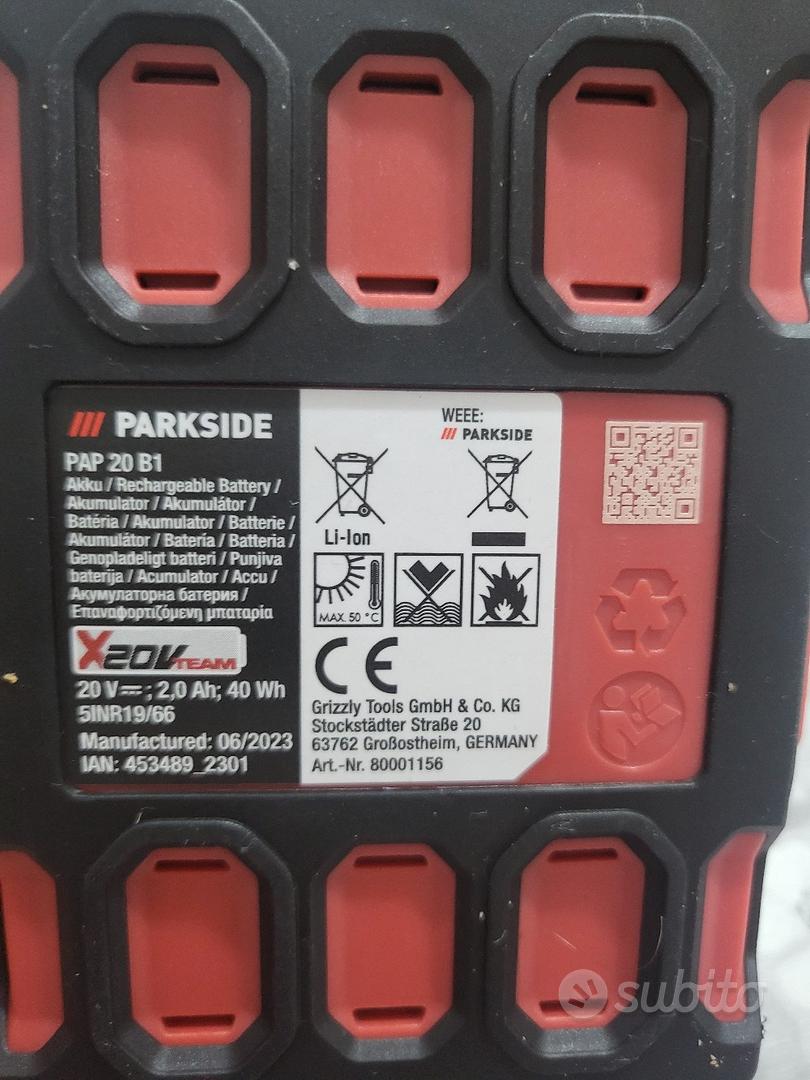 PARKSIDE
PAP 20 B1
Akku / Rechargeable Battery /
Akumulator / Akumulátor /
Batéria / Akumulator / Batterie /
Akumulátor / Batería / Batteria /
Genopladeligt batteri / Punjiva
baterija / Acumulator / Accu /
Акумулаторна батерия /
Επαναφορτιζόμενη μπαταρία
X20V TEAM
20 V⎓; 2,0 Ah; 40 Wh
5INR19/66
Manufactured: 06/2023
IAN: 453489_2301
WEEE:
PARKSIDE
Li-Ion
MAX. 50 °C
CE
Grizzly Tools GmbH & Co. KG
Stockstädter Straße 20
63762 Großostheim, GERMANY
Art.-Nr. 80001156
subito